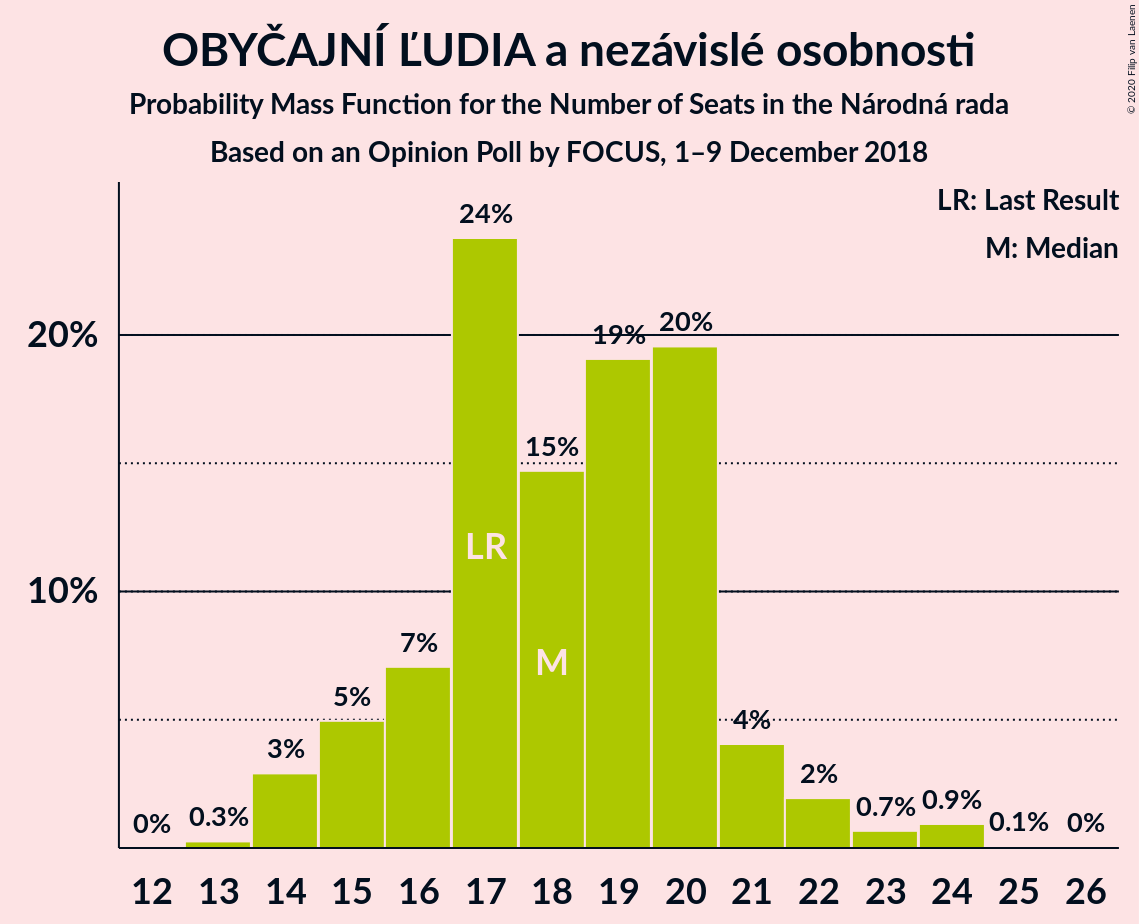 OBYČAJNÍ ĽUDIA a nezávislé osobnosti
Probability Mass Function for the Number of Seats in the Národná rada
Based on an Opinion Poll by FOCUS, 1–9 December 2018
© 2020 Filip van Laenen
LR: Last Result
M: Median
24%
20%
19%
20%
15%
LR
10%
7%
M
5%
4%
3%
2%
0%
0.3%
0.7%
0.9%
0.1%
0%
12 13 14 15 16 17 18 19 20 21 22 23 24 25 26